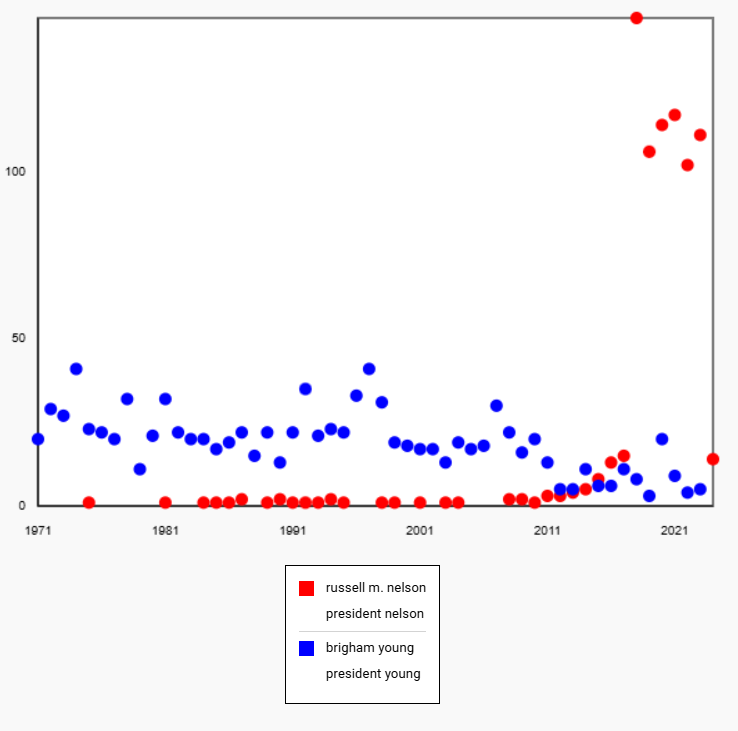 100
50
0
1971 1981 1991 2001 2011 2021
russell m. nelson
president nelson
brigham young
president young